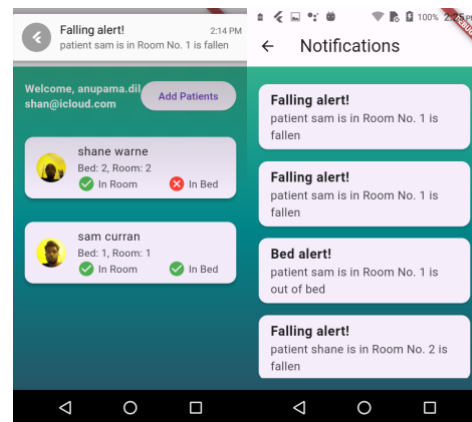 Falling alert!
2:14 PM
patient sam is in Room No. 1 is fallen
Welcome, anupama.dil
shan@icloud.com
Add Patients
shane warne
Bed: 2, Room: 2
In Room
In Bed
sam curran
Bed: 1, Room: 1
In Room
In Bed
100%
Notifications
Falling alert!
patient sam is in Room No. 1 is
fallen
Falling alert!
patient sam is in Room No. 1 is
fallen
Bed alert!
patient sam is in Room No. 1 is
out of bed
Falling alert!
patient shane is in Room No. 2 is
fallen